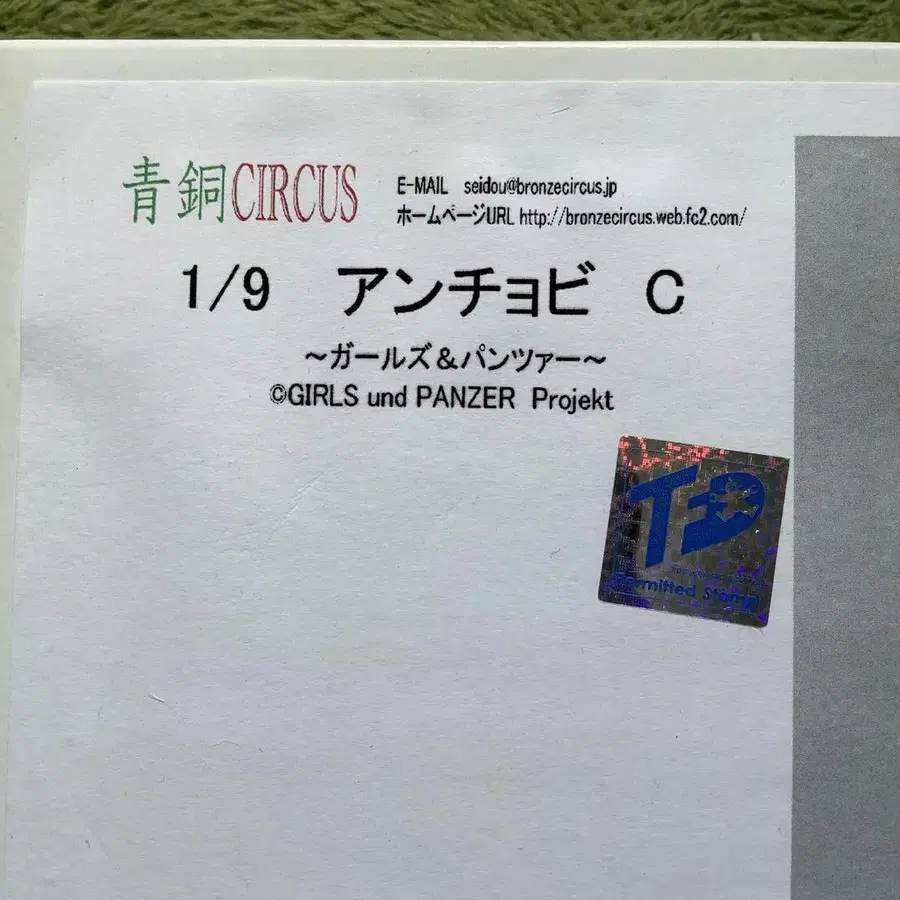 青銅CIRCUS
E-MAIL seidou@bronzecircus.jp
ホームページURL http://bronzecircus.web.fc2.com/
1/9 アンチョビ C
～ガールズ＆パンツァー～
©GIRLS und PANZER Projekt
TFD
Permitted Stamp